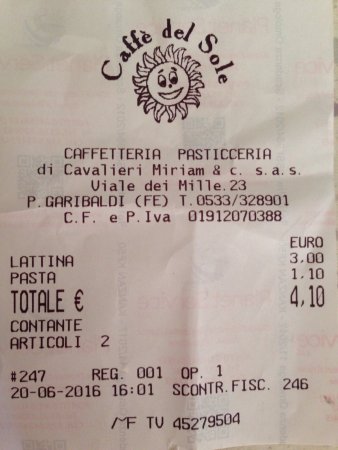 Caffè del Sole
CAFFETTERIA PASTICCERIA
di Cavalieri Miriam & c. s.a.s.
Viale dei Mille.23
P.GARIBALDI (FE) T.0533/328901
C.F. e P.Iva 01912070388
EURO
LATTINA 3,00
PASTA 1,10
TOTALE € 4,10
CONTANTE
ARTICOLI 2
#247 REG. 001 OP. 1
20-06-2016 16:01 SCONTR.FISC. 246
MF TU 45279504